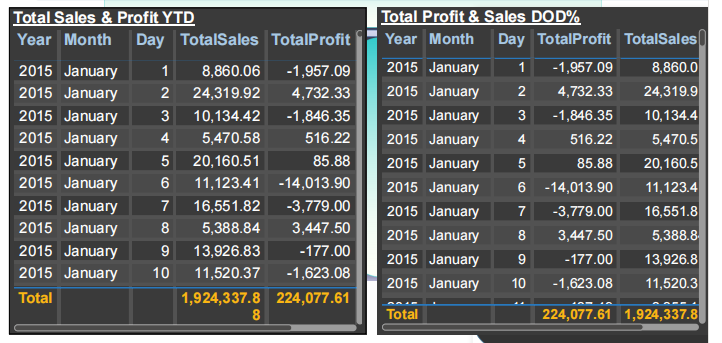 Total Sales & Profit YTD
Year Month Day TotalSales TotalProfit
2015 January 1 8,860.06 -1,957.09
2015 January 2 24,319.92 4,732.33
2015 January 3 10,134.42 -1,846.35
2015 January 4 5,470.58 516.22
2015 January 5 20,160.51 85.88
2015 January 6 11,123.41 -14,013.90
2015 January 7 16,551.82 -3,779.00
2015 January 8 5,388.84 3,447.50
2015 January 9 13,926.83 -177.00
2015 January 10 11,520.37 -1,623.08
Total 1,924,337.8 224,077.61
8
Total Profit & Sales DOD%
Year Month Day TotalProfit TotalSales
2015 January 1 -1,957.09 8,860.0
2015 January 2 4,732.33 24,319.9
2015 January 3 -1,846.35 10,134.4
2015 January 4 516.22 5,470.5
2015 January 5 85.88 20,160.5
2015 January 6 -14,013.90 11,123.4
2015 January 7 -3,779.00 16,551.8
2015 January 8 3,447.50 5,388.8
2015 January 9 -177.00 13,926.8
2015 January 10 -1,623.08 11,520.3
Total 224,077.61 1,924,337.8